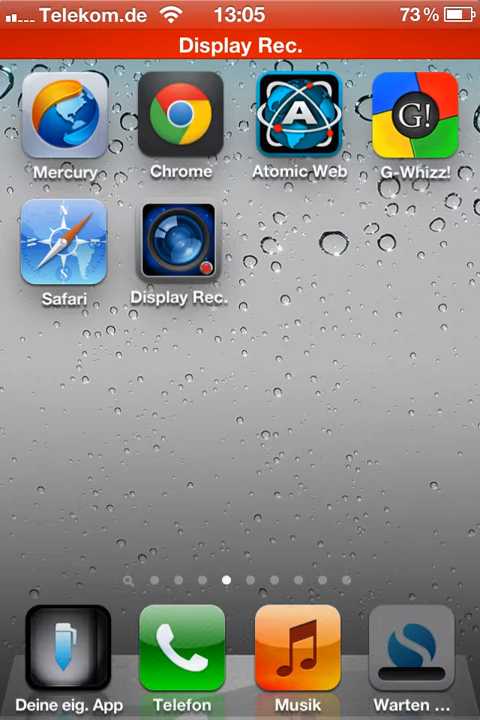 Telekom.de 13:05 73 %
Display Rec.
Mercury Chrome Atomic Web G-Whizz!
Safari Display Rec.
Deine eig. App Telefon Musik Warten ...